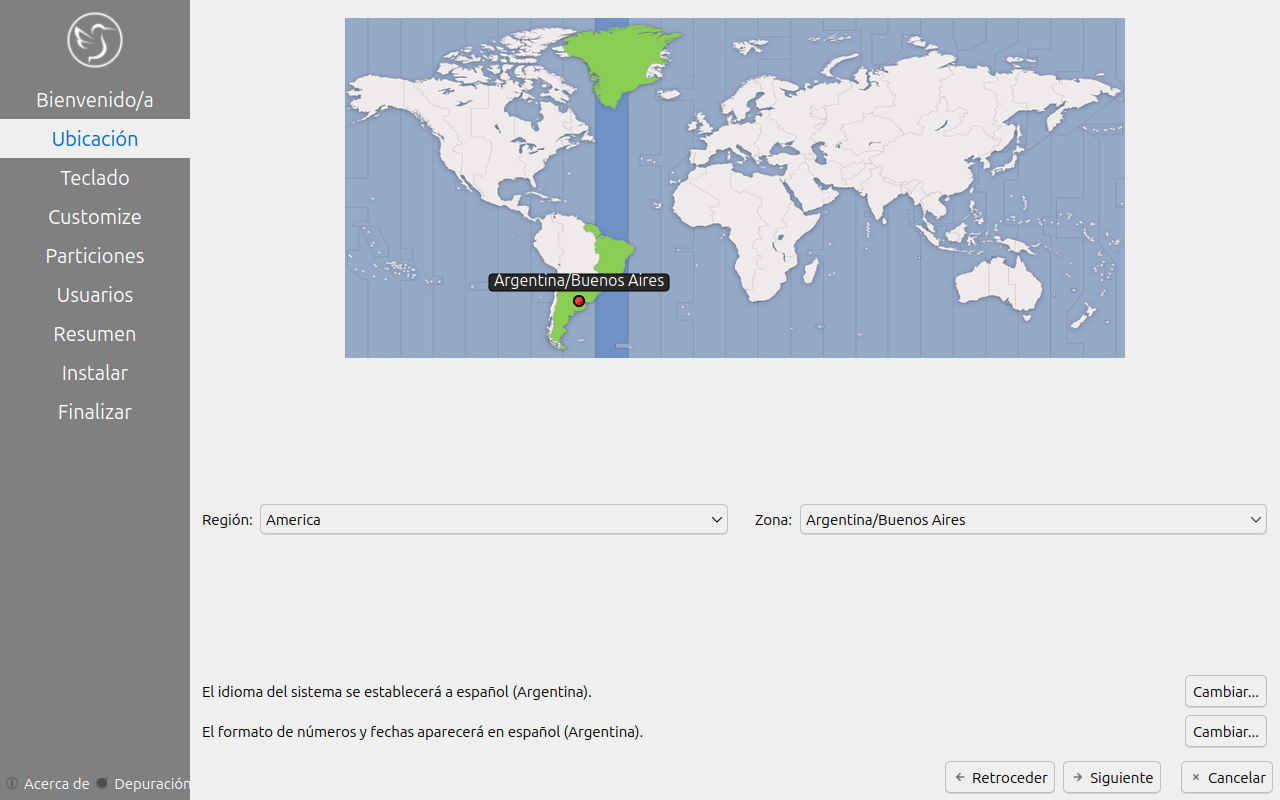 Bienvenido/a
Ubicación
Teclado
Customize
Particiones
Usuarios
Resumen
Instalar
Finalizar
Acerca de Depuración
Argentina/Buenos Aires
Región: America Zona: Argentina/Buenos Aires
El idioma del sistema se establecerá a español (Argentina). Cambiar...
El formato de números y fechas aparecerá en español (Argentina). Cambiar...
Retroceder Siguiente Cancelar